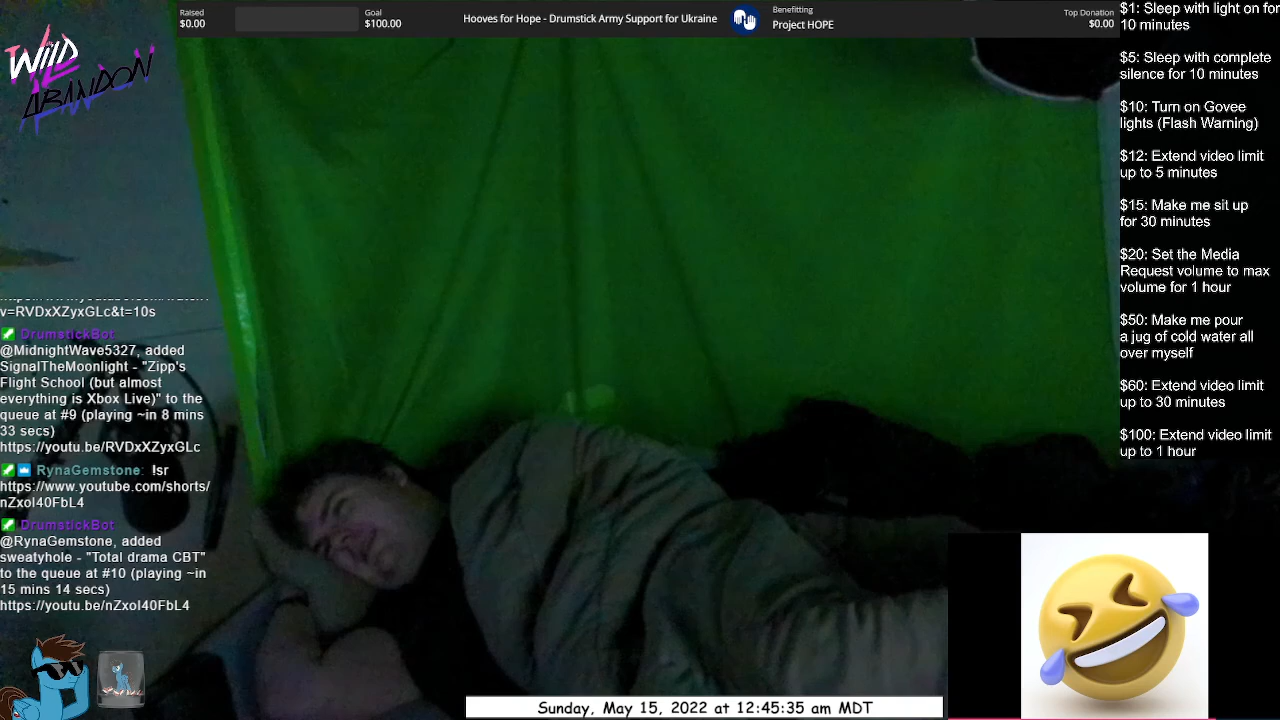 Raised
$0.00
Goal
$100.00
Hooves for Hope - Drumstick Army Support for Ukraine
Benefitting
Project HOPE
Top Donation
$0.00
WILD
ABANDON
$1: Sleep with light on for
10 minutes
$5: Sleep with complete
silence for 10 minutes
$10: Turn on Govee
lights (Flash Warning)
$12: Extend video limit
up to 5 minutes
$15: Make me sit up
for 30 minutes
$20: Set the Media
Request volume to max
volume for 1 hour
$50: Make me pour
a jug of cold water all
over myself
$60: Extend video limit
up to 30 minutes
$100: Extend video limit
up to 1 hour
v=RVDxXZyxGLc&t=10s
DrumstickBot
@MidnightWave5327, added
SignalTheMoonlight - "Zipp's
Flight School (but almost
everything is Xbox Live)" to the
queue at #9 (playing ~in 8 mins
33 secs)
https://youtu.be/RVDxXZyxGLc
RynaGemstone: !sr
https://www.youtube.com/shorts/
nZxoI40FbL4
DrumstickBot
@RynaGemstone, added
sweatyhole - "Total drama CBT"
to the queue at #10 (playing ~in
15 mins 14 secs)
https://youtu.be/nZxoI40FbL4
Sunday, May 15, 2022 at 12:45:35 am MDT